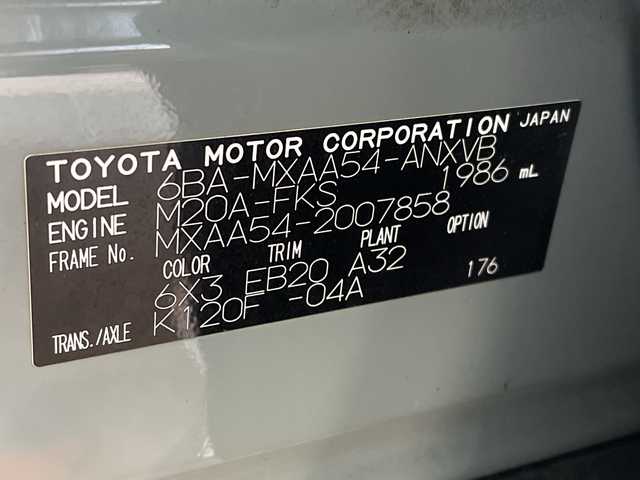 TOYOTA MOTOR CORPORATION JAPAN
MODEL 6BA-MXAA54-ANXVB
ENGINE M20A-FKS 1986 mL
FRAME No. MXAA54-2007858
COLOR TRIM PLANT OPTION
6X3 EB20 A32 176
TRANS./AXLE K120F -04A